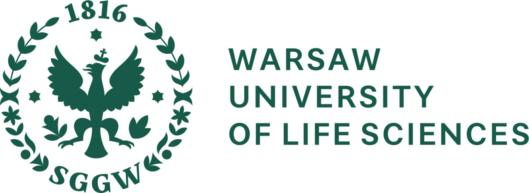 1816
WARSAW
UNIVERSITY
OF LIFE SCIENCES
SGGW